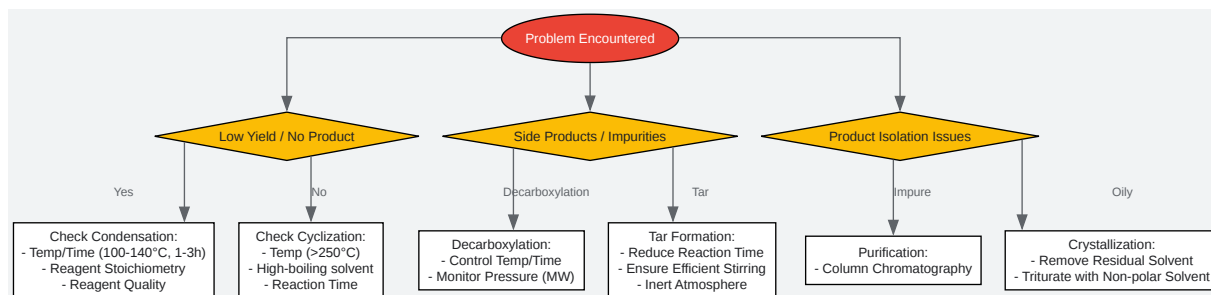 Problem Encountered
Low Yield / No Product
Side Products / Impurities
Product Isolation Issues
Yes
No
Decarboxylation
Tar
Impure
Oily
Check Condensation:
- Temp/Time (100-140°C, 1-3h)
- Reagent Stoichiometry
- Reagent Quality
Check Cyclization:
- Temp (>250°C)
- High-boiling solvent
- Reaction Time
Decarboxylation:
- Control Temp/Time
- Monitor Pressure (MW)
Tar Formation:
- Reduce Reaction Time
- Ensure Efficient Stirring
- Inert Atmosphere
Purification:
- Column Chromatography
Crystallization:
- Remove Residual Solvent
- Triturate with Non-polar Solvent